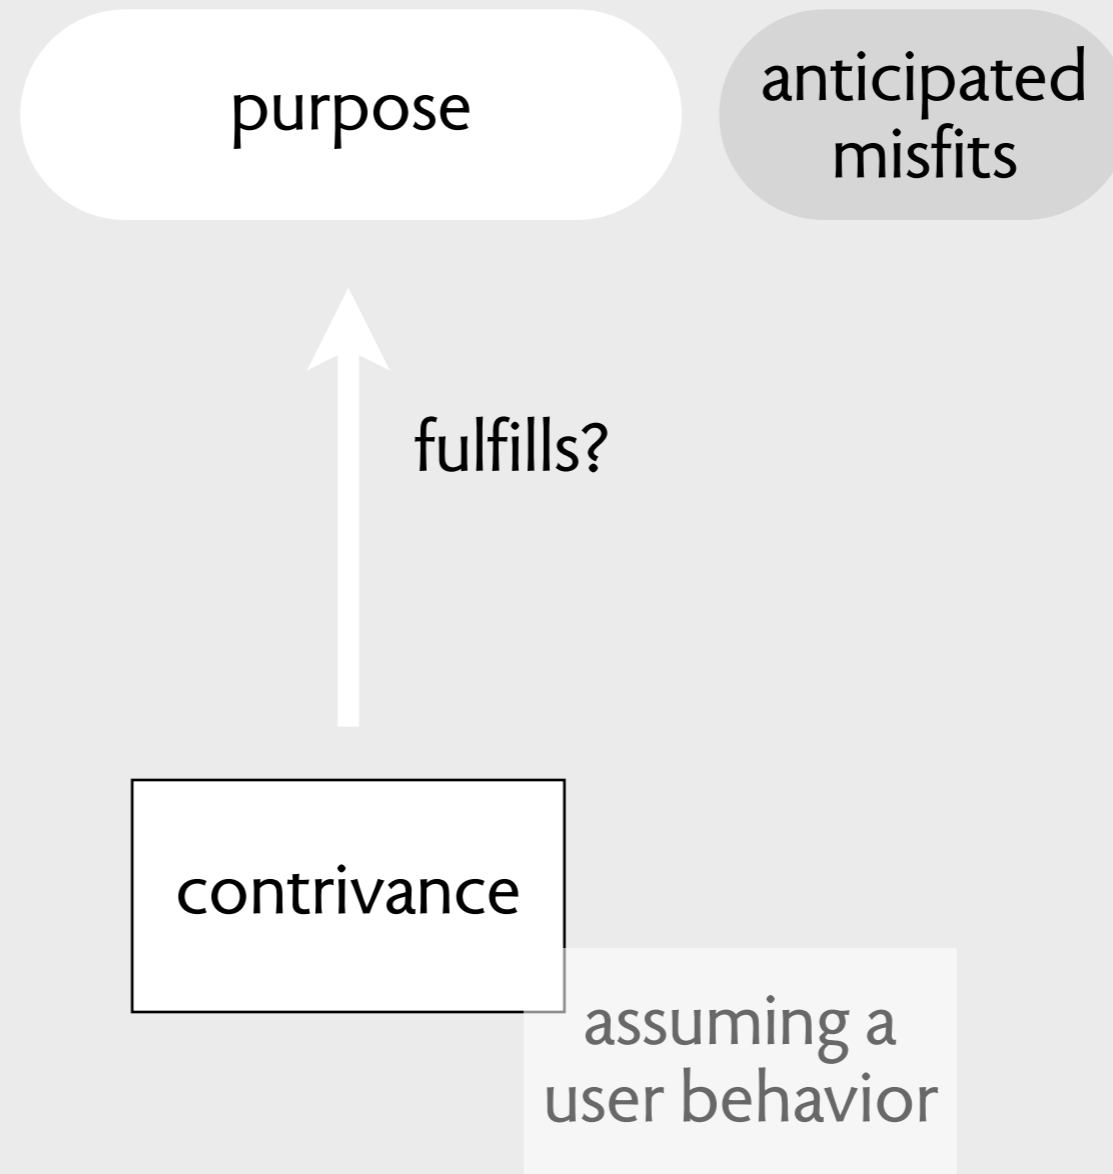 purpose
anticipated
misfits
fulfills?
contrivance
assuming a
user behavior